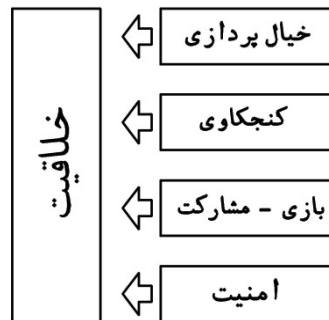 خیال پردازی
کنجکاوی
بازی - مشارکت
امنیت
خلاقیت